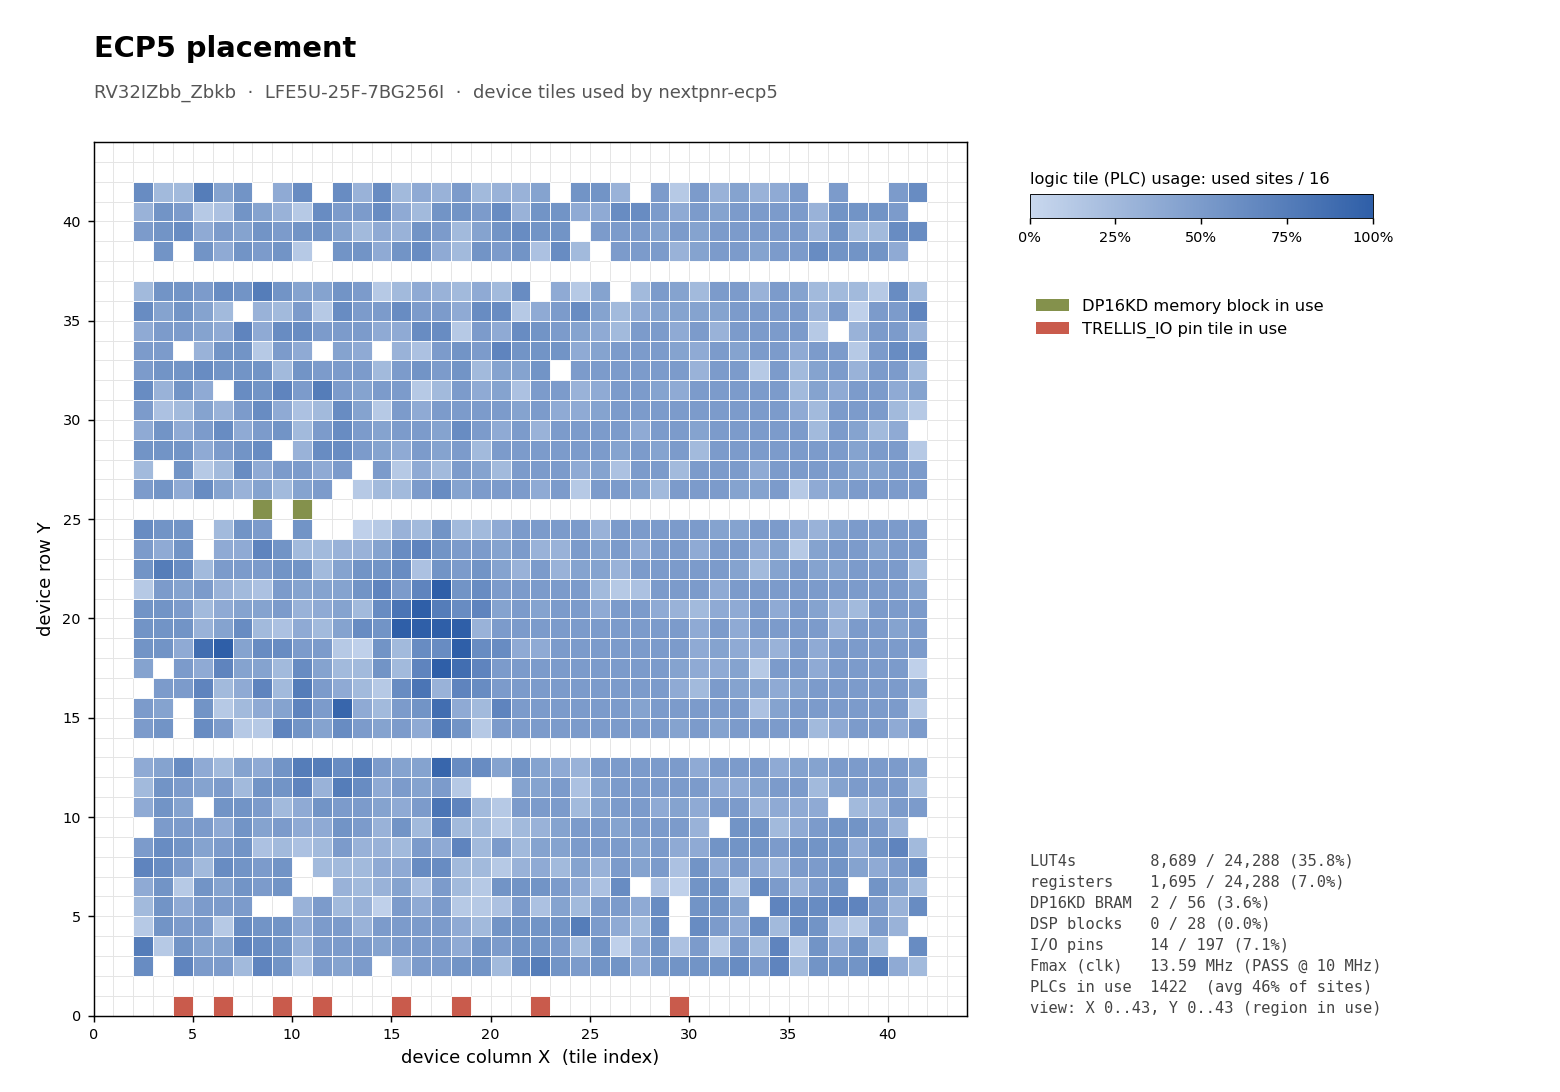 ECP5 placement
RV32IZbb_Zbkb · LFE5U-25F-7BG256I · device tiles used by nextpnr-ecp5
logic tile (PLC) usage: used sites / 16
0% 25% 50% 75% 100%
DP16KD memory block in use
TRELLIS_IO pin tile in use
device row Y
40
35
30
25
20
15
10
5
0
0 5 10 15 20 25 30 35 40
device column X (tile index)
LUT4s 8,689 / 24,288 (35.8%)
registers 1,695 / 24,288 (7.0%)
DP16KD BRAM 2 / 56 (3.6%)
DSP blocks 0 / 28 (0.0%)
I/O pins 14 / 197 (7.1%)
Fmax (clk) 13.59 MHz (PASS @ 10 MHz)
PLCs in use 1422 (avg 46% of sites)
view: X 0..43, Y 0..43 (region in use)